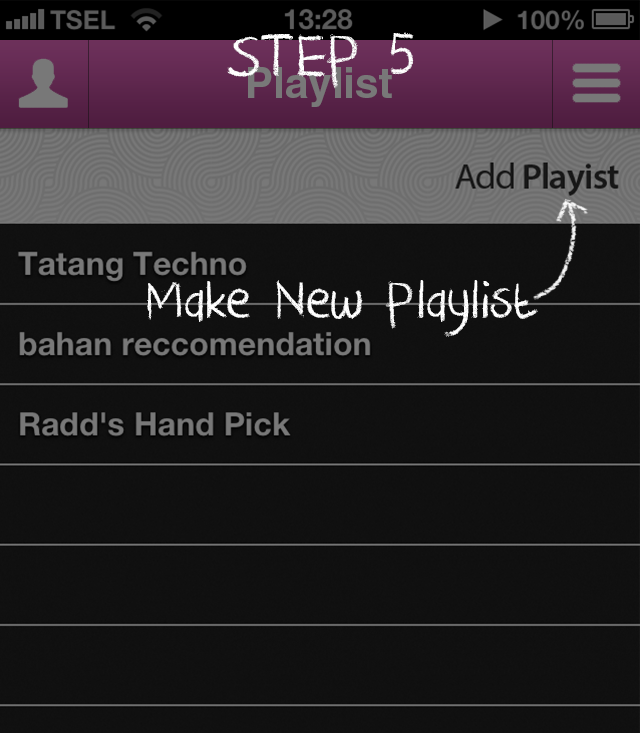 TSEL 13:28 100%
STEP 5
Playlist
Add Playist
Tatang Techno
Make New Playlist
bahan reccomendation
Radd's Hand Pick